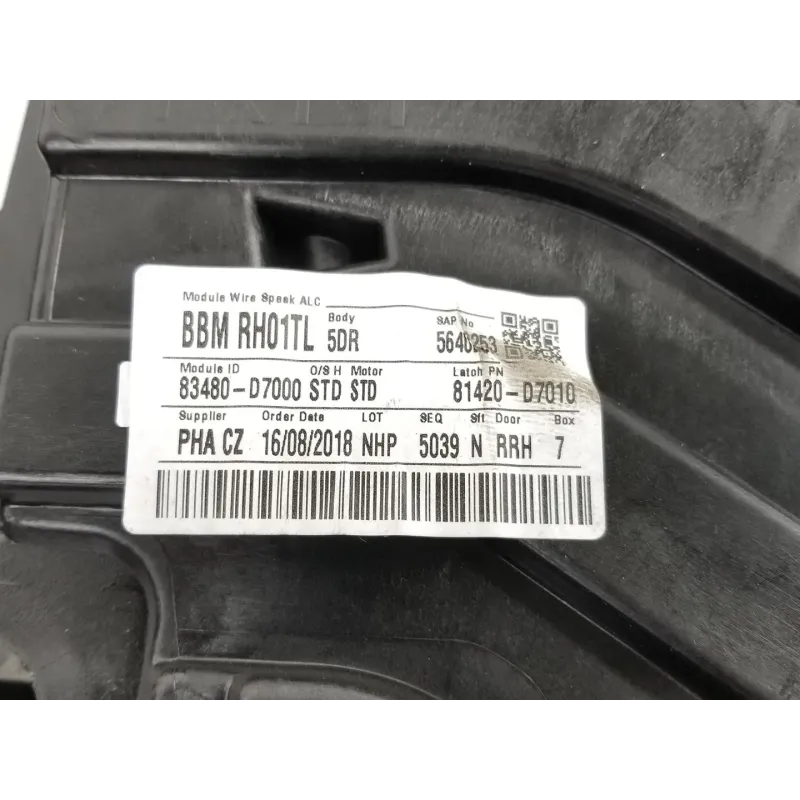 Module Wire Speak ALC Body SAP No
BBM RH01TL 5DR 5648253
Module ID O/S H Motor Latch PN
83480-D7000 STD STD 81420-D7010
Supplier Order Date LOT SEQ Sft Door Box
PHA CZ 16/08/2018 NHP 5039 N RRH 7